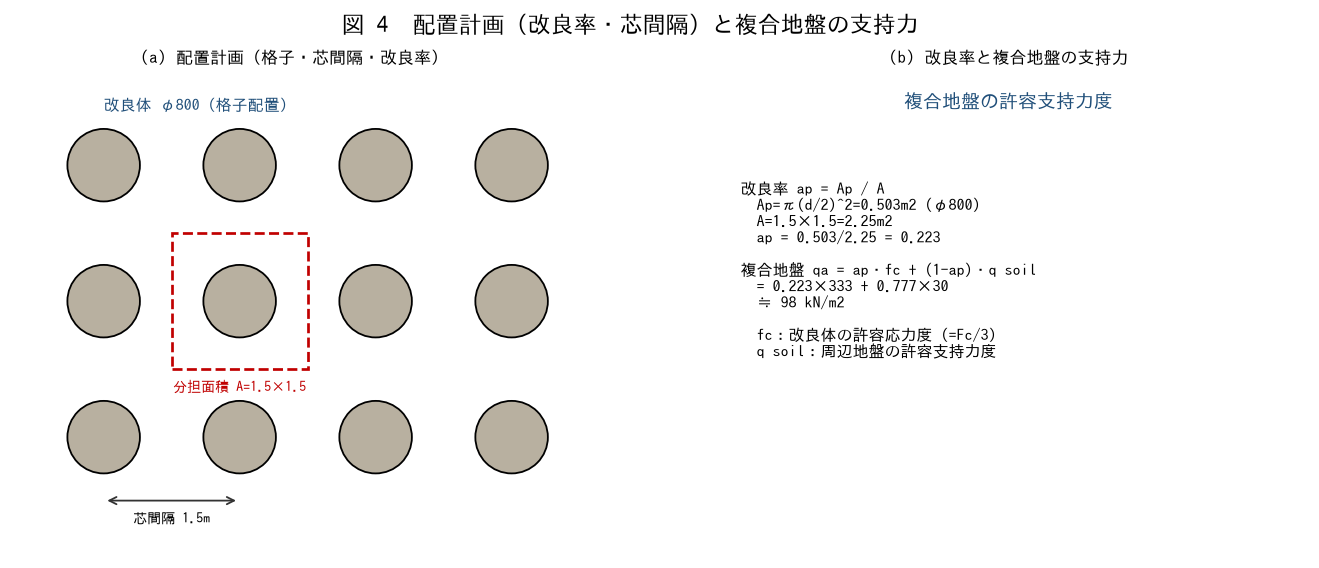 図 4　配置計画（改良率・芯間隔）と複合地盤の支持力
（a）配置計画（格子・芯間隔・改良率）
改良体 φ800（格子配置）
分担面積 A=1.5×1.5
芯間隔 1.5m
（b）改良率と複合地盤の支持力
複合地盤の許容支持力度
改良率 ap = Ap / A
Ap=π(d/2)^2=0.503m2 (φ800)
A=1.5×1.5=2.25m2
ap = 0.503/2.25 = 0.223
複合地盤 qa = ap・fc + (1-ap)・q soil
= 0.223×333 + 0.777×30
≒ 98 kN/m2
fc：改良体の許容応力度 (=Fc/3)
q soil：周辺地盤の許容支持力度